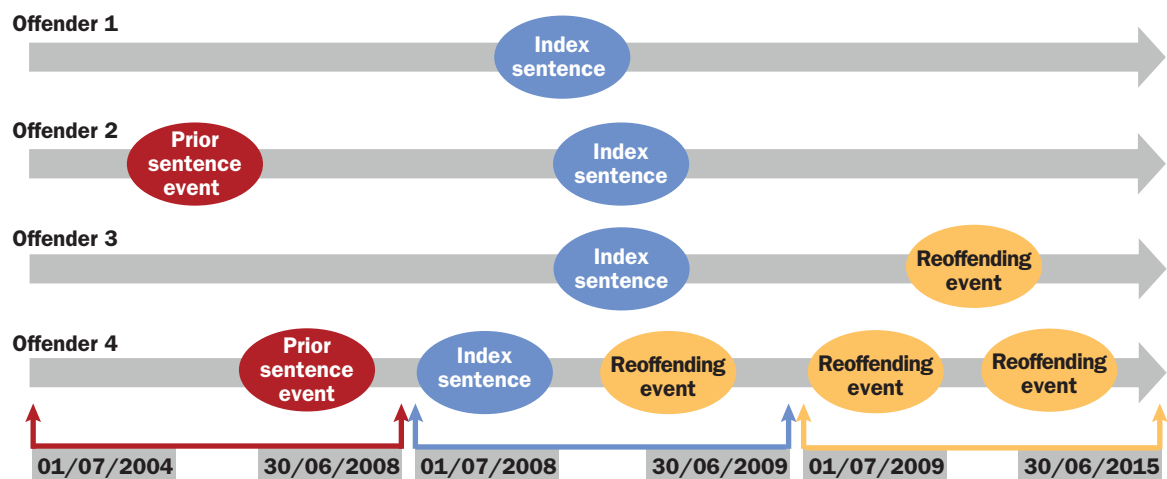 Offender 1
Index
sentence
Offender 2
Prior
sentence
event
Index
sentence
Offender 3
Index
sentence
Reoffending
event
Offender 4
Prior
sentence
event
Index
sentence
Reoffending
event
Reoffending
event
Reoffending
event
01/07/2004
30/06/2008
01/07/2008
30/06/2009
01/07/2009
30/06/2015